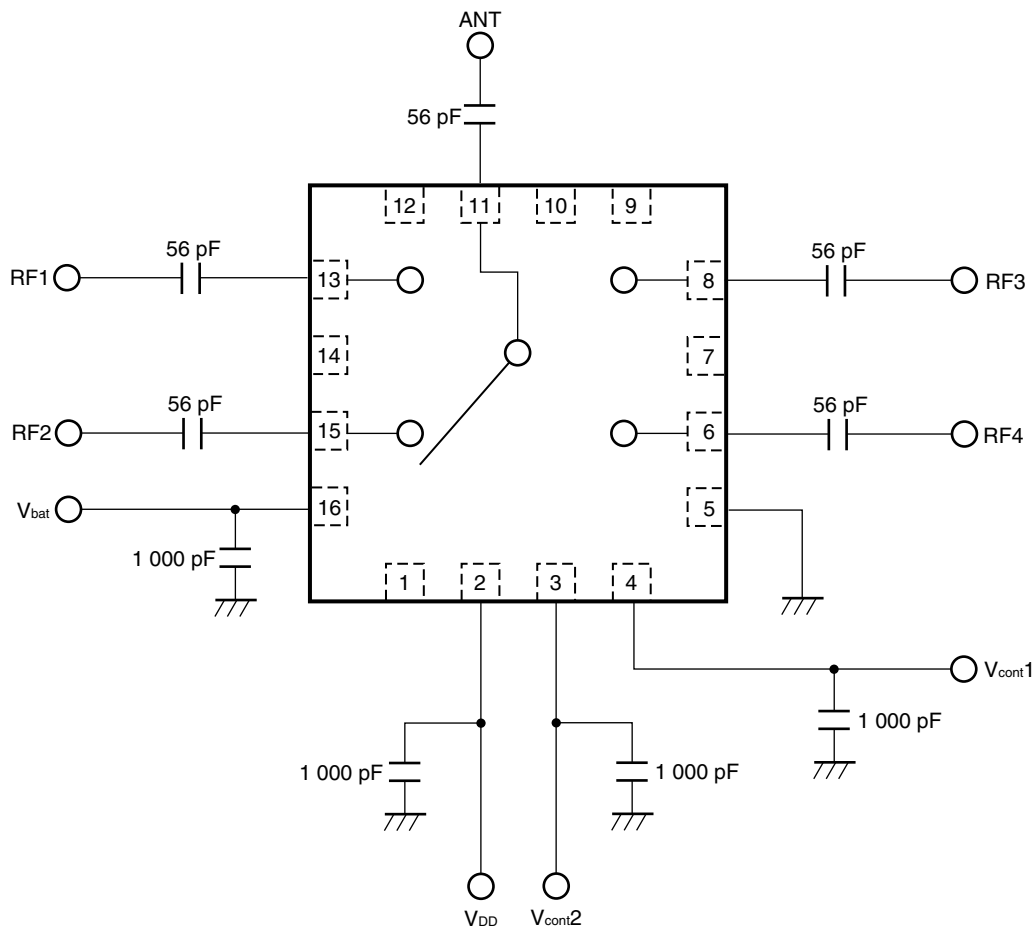 ANT
56 pF
12 11 10 9
56 pF
56 pF
RF1
13
8
RF3
14
7
56 pF
56 pF
RF2
15
6
RF4
Vbat
16
5
1 000 pF
1 2 3 4
Vcont1
1 000 pF
1 000 pF
1 000 pF
VDD
Vcont2